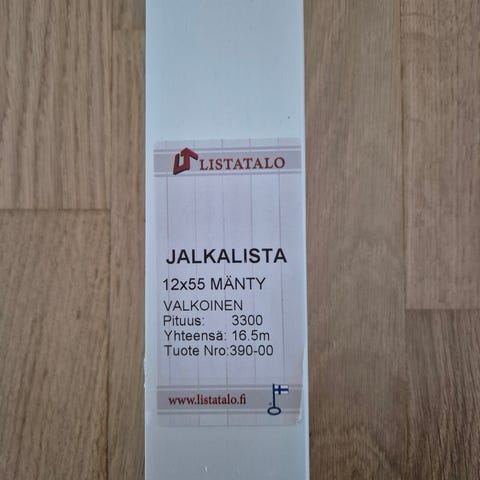 LISTATALO
JALKALISTA
12x55 MÄNTY
VALKOINEN
Pituus: 3300
Yhteensä: 16.5m
Tuote Nro:390-00
www.listatalo.fi